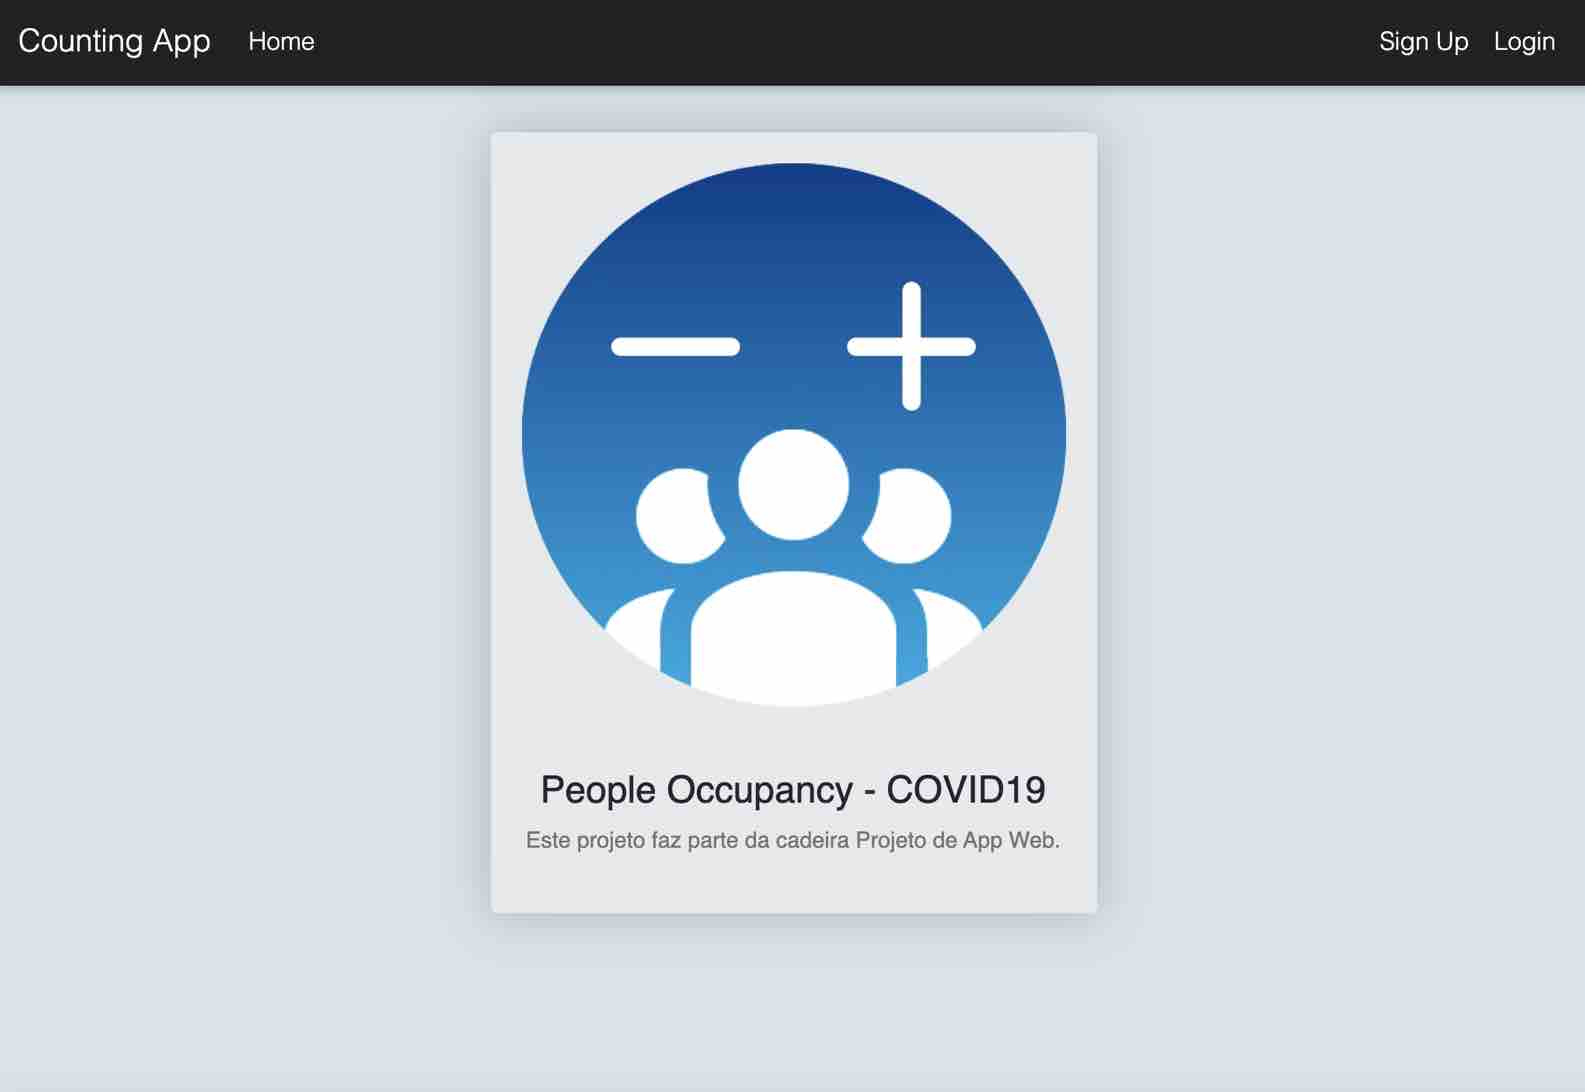 Counting App Home Sign Up Login
People Occupancy - COVID19
Este projeto faz parte da cadeira Projeto de App Web.